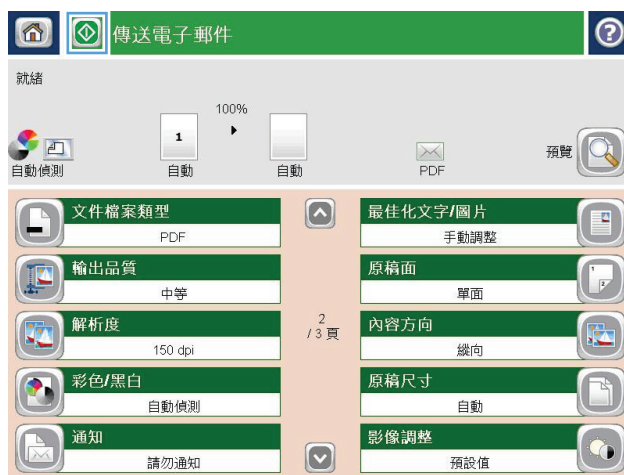 傳送電子郵件
?
就緒
100%
1
自動偵測
自動
自動
PDF
預覽
文件檔案類型
PDF
最佳化文字/圖片
手動調整
輸出品質
中等
原稿面
單面
1
2
解析度
150 dpi
2
/ 3 頁
內容方向
縱向
彩色/黑白
自動偵測
原稿尺寸
自動
通知
請勿通知
影像調整
預設值